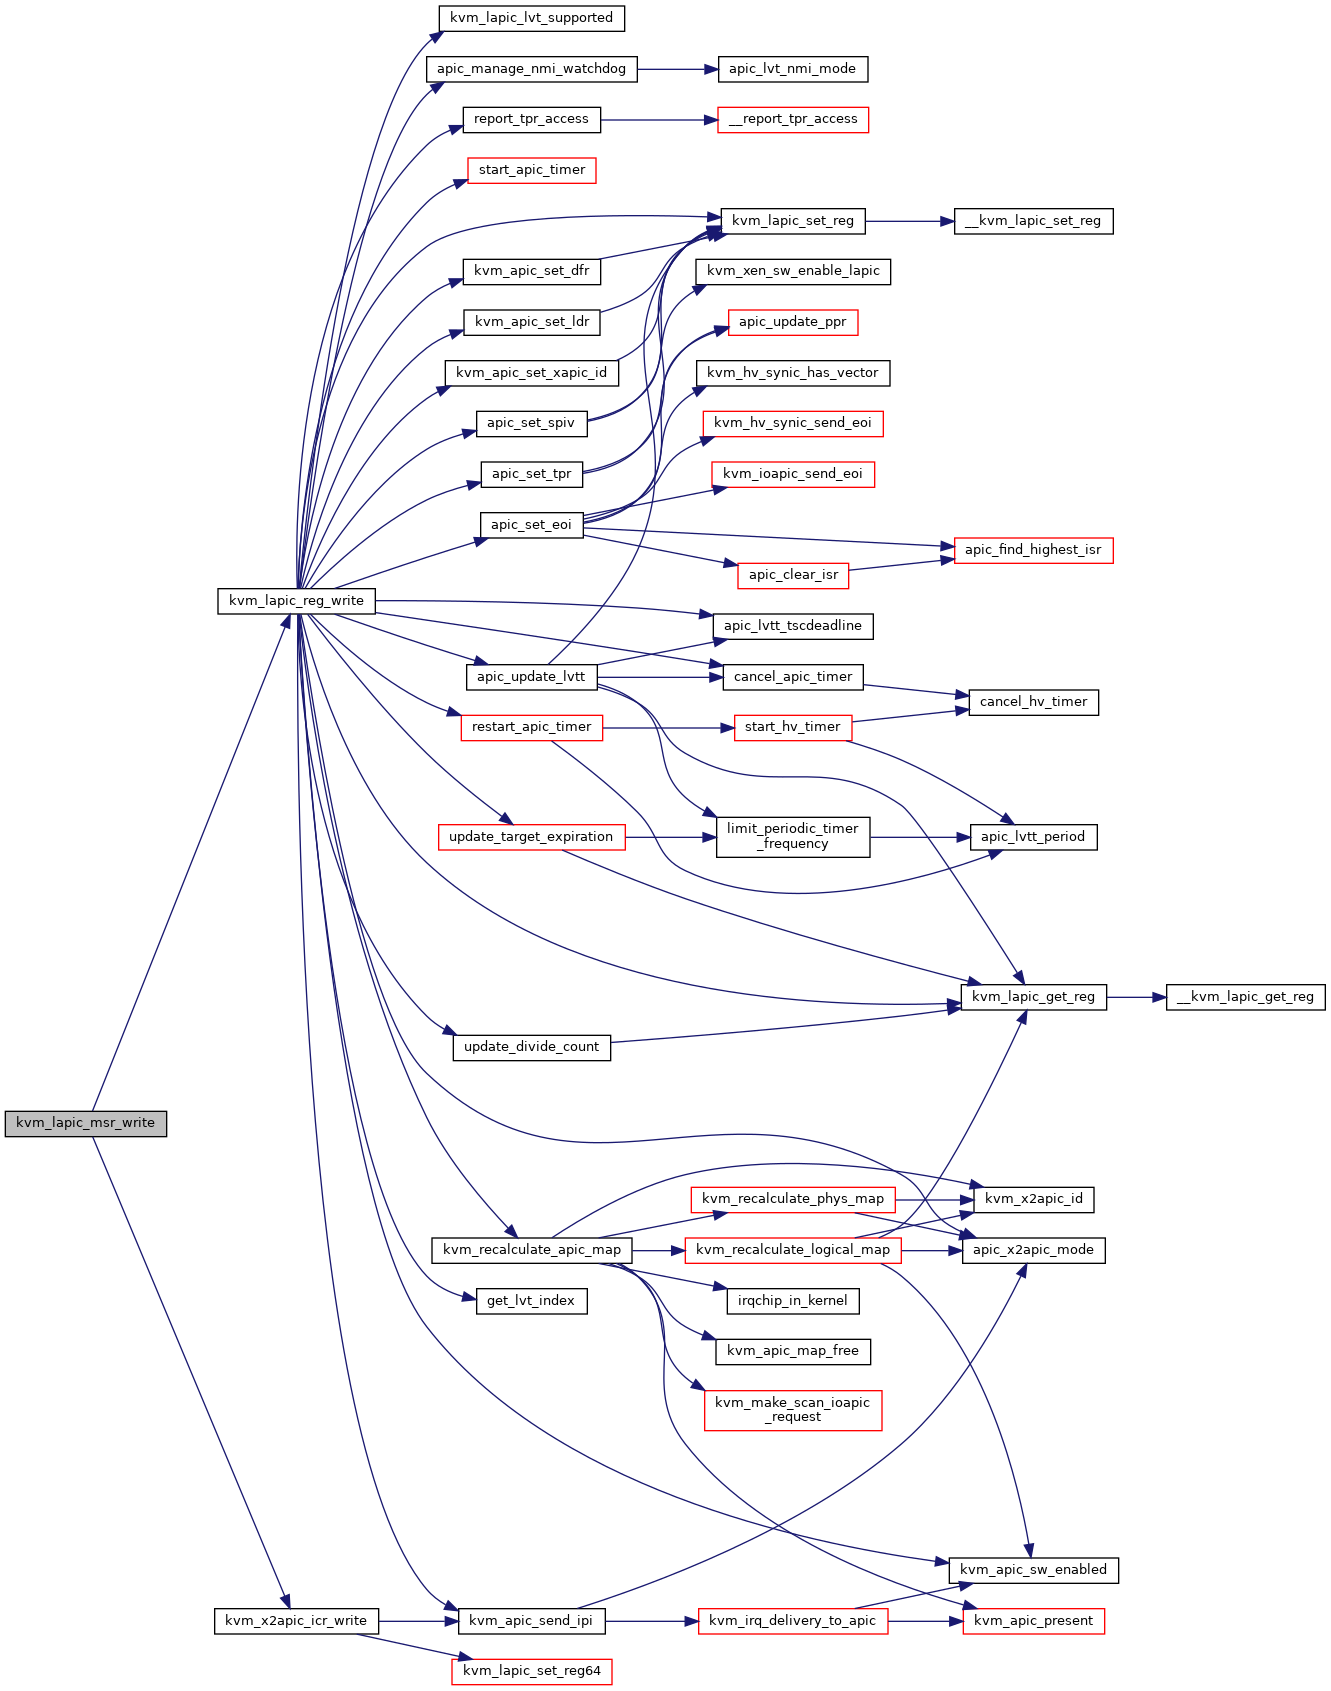 kvm_lapic_lvt_supported
apic_manage_nmi_watchdog
apic_lvt_nmi_mode
report_tpr_access
__report_tpr_access
start_apic_timer
kvm_lapic_set_reg
__kvm_lapic_set_reg
kvm_apic_set_dfr
kvm_xen_sw_enable_lapic
kvm_apic_set_ldr
apic_update_ppr
kvm_apic_set_xapic_id
kvm_hv_synic_has_vector
apic_set_spiv
kvm_hv_synic_send_eoi
apic_set_tpr
kvm_ioapic_send_eoi
apic_set_eoi
apic_find_highest_isr
apic_clear_isr
kvm_lapic_reg_write
apic_lvtt_tscdeadline
apic_update_lvtt
cancel_apic_timer
cancel_hv_timer
restart_apic_timer
start_hv_timer
update_target_expiration
limit_periodic_timer
_frequency
apic_lvtt_period
kvm_lapic_get_reg
__kvm_lapic_get_reg
update_divide_count
kvm_lapic_msr_write
kvm_recalculate_phys_map
kvm_x2apic_id
kvm_recalculate_apic_map
kvm_recalculate_logical_map
apic_x2apic_mode
get_lvt_index
irqchip_in_kernel
kvm_apic_map_free
kvm_make_scan_ioapic
_request
kvm_apic_sw_enabled
kvm_x2apic_icr_write
kvm_apic_send_ipi
kvm_irq_delivery_to_apic
kvm_apic_present
kvm_lapic_set_reg64